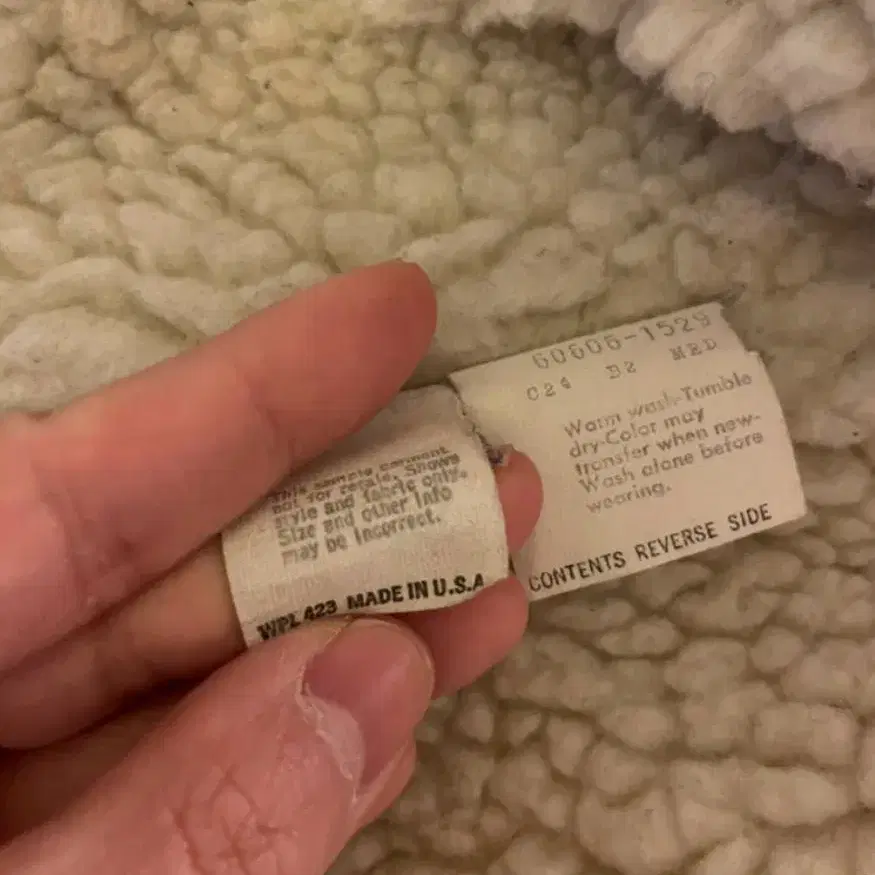 This sample garment
not for resale. Shows
style and fabric only.
Size and other info
may be incorrect.
WPL 423 MADE IN U.S.A
60606-1529
C24 B2 MED
Warm wash-Tumble
dry-Color may
transfer when new-
Wash alone before
wearing.
CONTENTS REVERSE SIDE